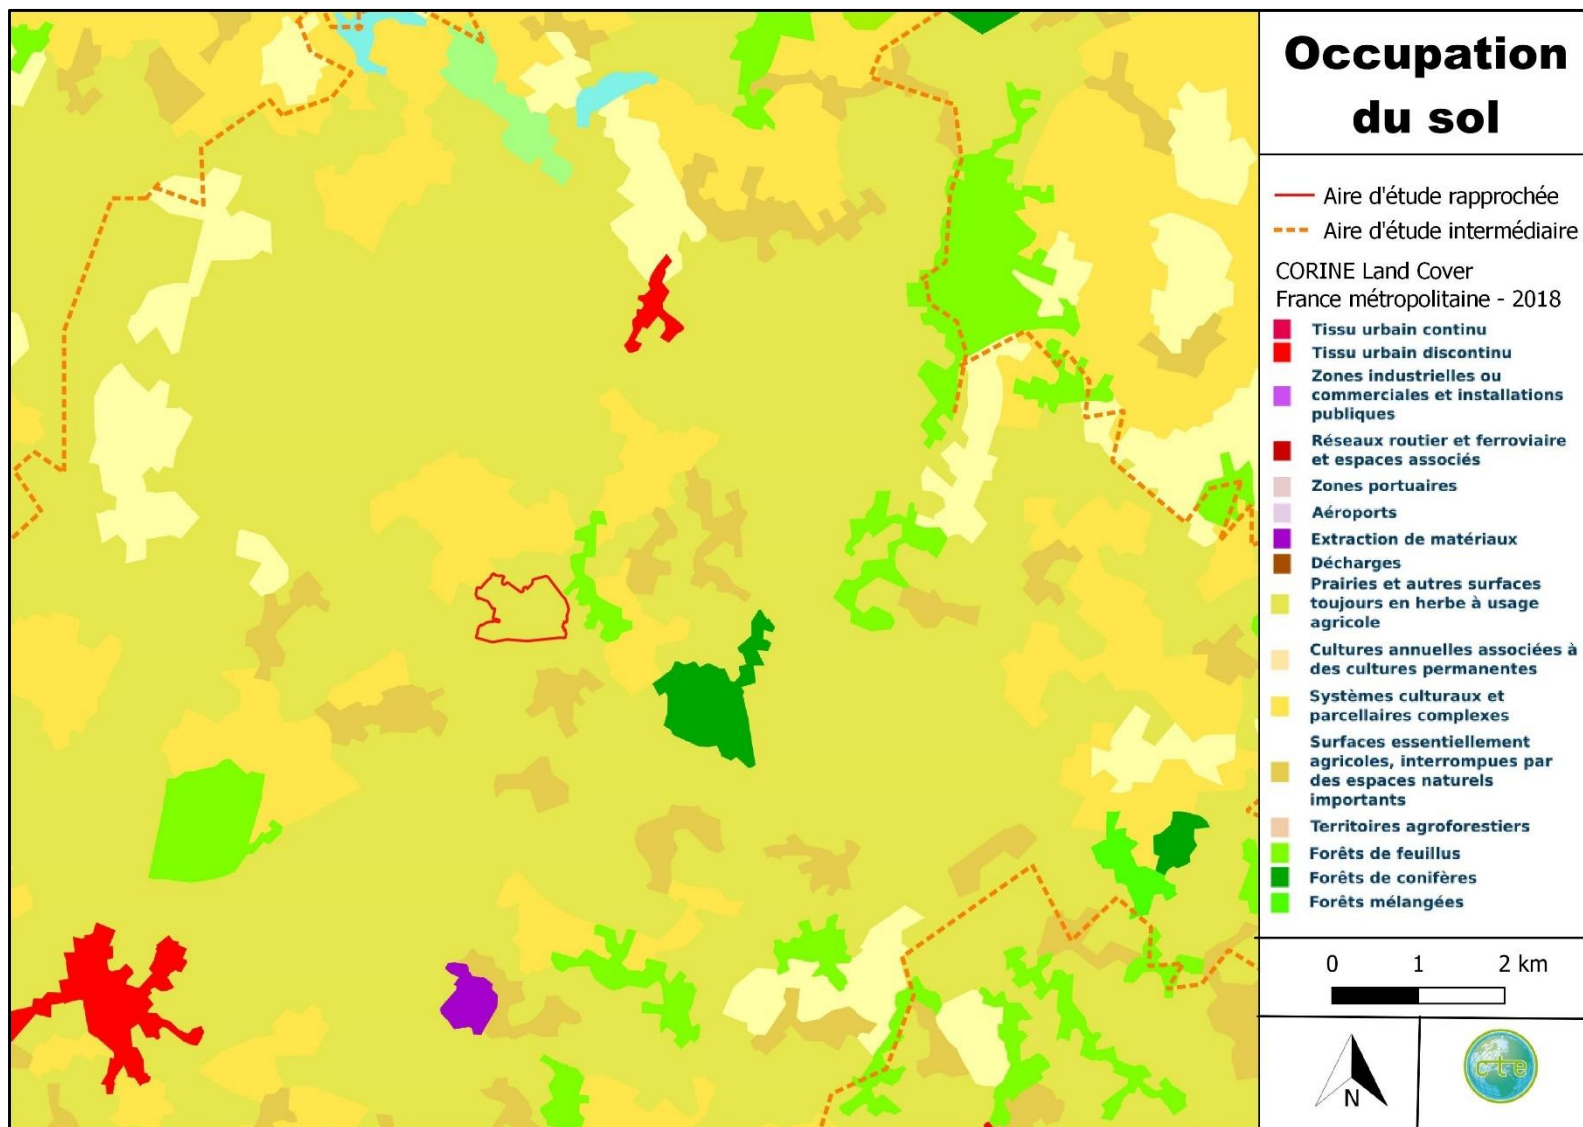 Occupation
du sol
Aire d'étude rapprochée
Aire d'étude intermédiaire
CORINE Land Cover
France métropolitaine - 2018
Tissu urbain continu
Tissu urbain discontinu
Zones industrielles ou
commerciales et installations
publiques
Réseaux routier et ferroviaire
et espaces associés
Zones portuaires
Aéroports
Extraction de matériaux
Décharges
Prairies et autres surfaces
toujours en herbe à usage
agricole
Cultures annuelles associées à
des cultures permanentes
Systèmes culturaux et
parcellaires complexes
Surfaces essentiellement
agricoles, interrompues par
des espaces naturels
importants
Territoires agroforestiers
Forêts de feuillus
Forêts de conifères
Forêts mélangées
0 1 2 km
N
cte